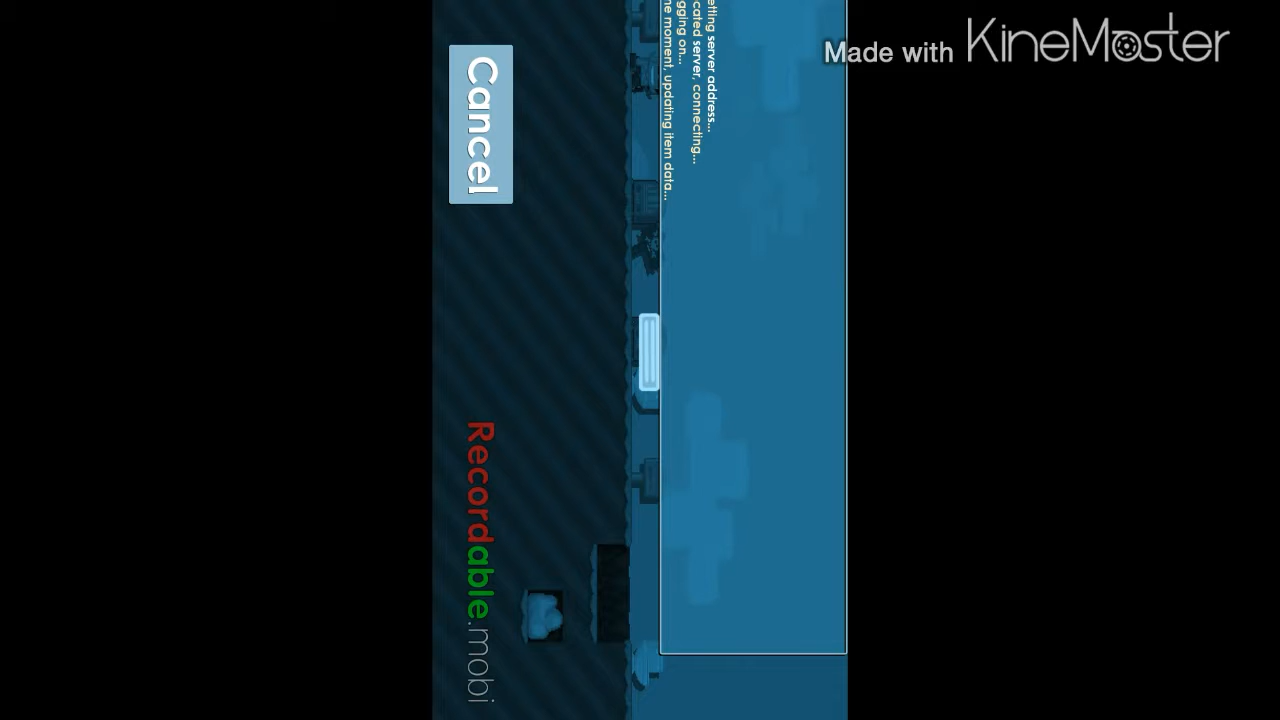 Made with KINEMASTER
etting server address...
cated server, connecting...
gging on...
ne moment, updating item data...
Cancel
Recordable.mobi